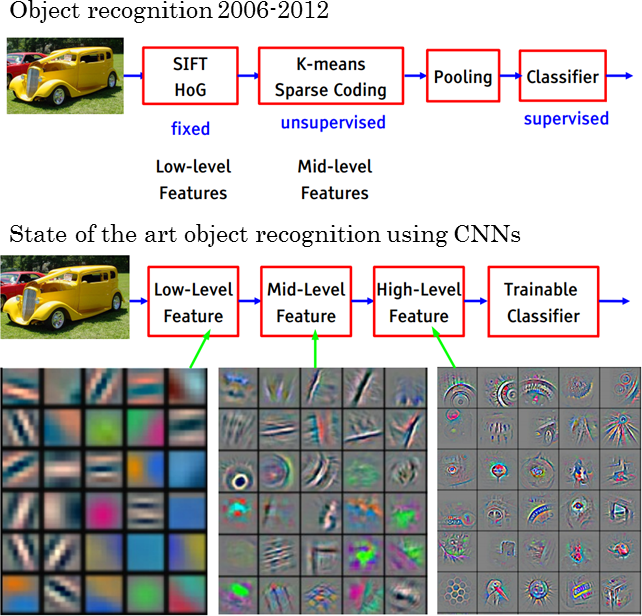 Object recognition 2006-2012
SIFT
HoG
K-means
Sparse Coding
Pooling
Classifier
fixed
unsupervised
supervised
Low-level
Features
Mid-level
Features
State of the art object recognition using CNNs
Low-Level
Feature
Mid-Level
Feature
High-Level
Feature
Trainable
Classifier